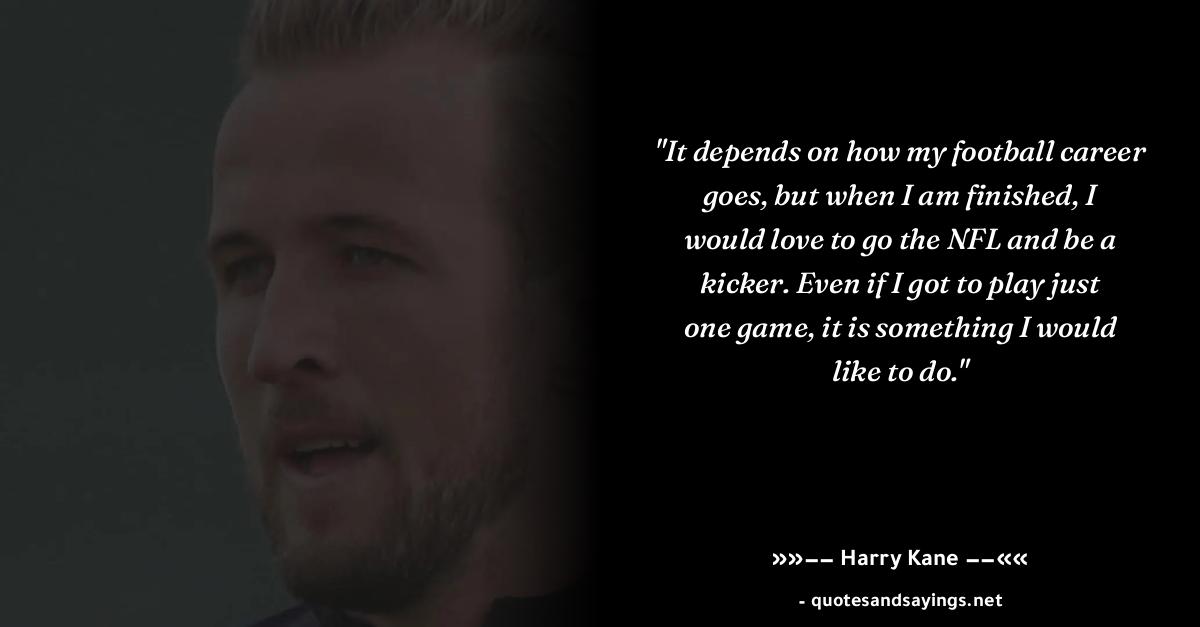 "It depends on how my football career
goes, but when I am finished, I
would love to go the NFL and be a
kicker. Even if I got to play just
one game, it is something I would
like to do."
»»−− Harry Kane −−««
- quotesandsayings.net